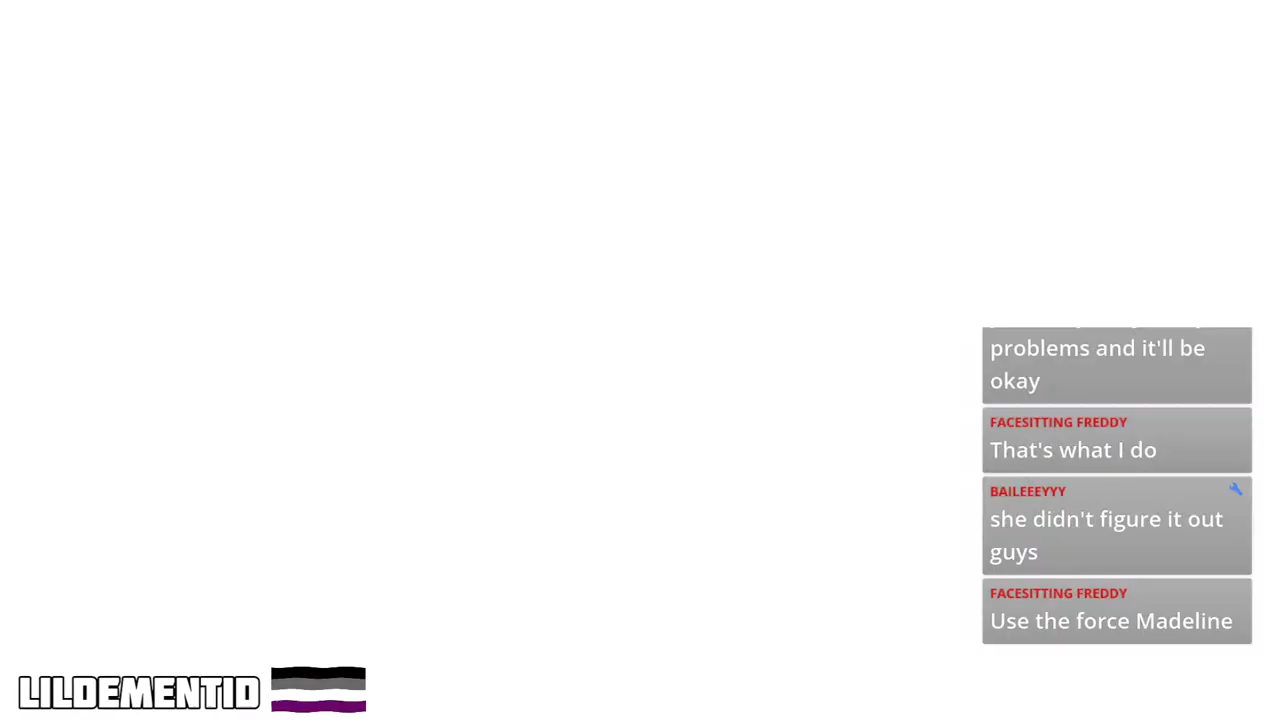 problems and it'll be
okay
FACESITTING FREDDY
That's what I do
BAILEEEYYY
she didn't figure it out
guys
FACESITTING FREDDY
Use the force Madeline
LILDEMENTID